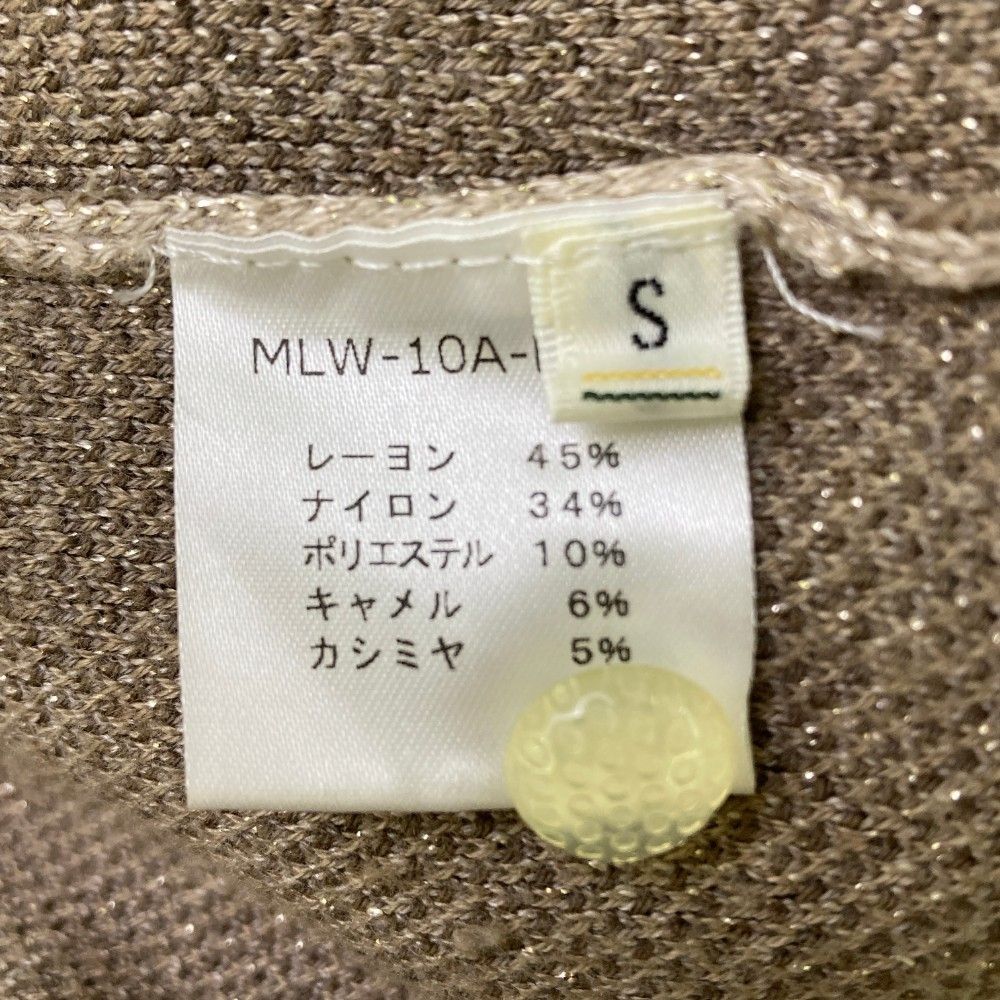 S
MLW-10A-
レーヨン 45%
ナイロン 34%
ポリエステル 10%
キャメル 6%
カシミヤ 5%